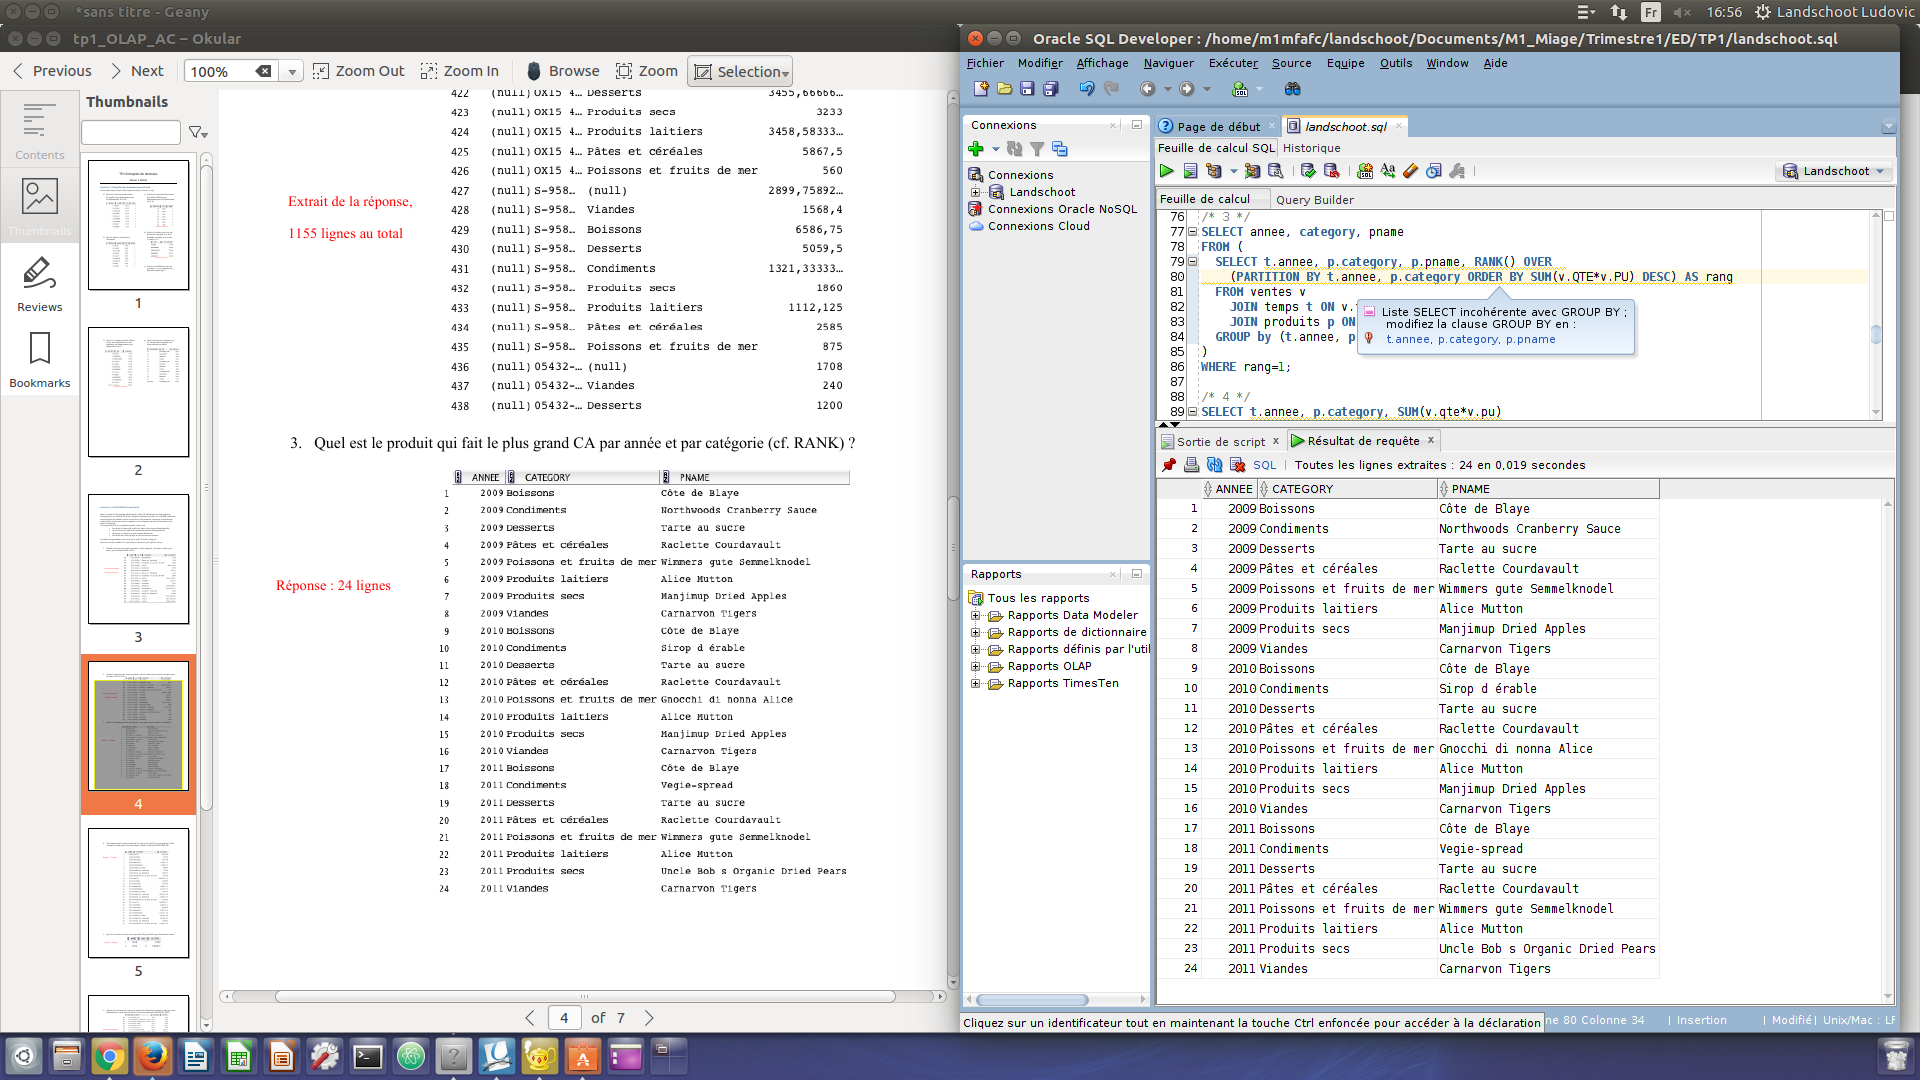 *sans titre - Geany
Fr
16:56
Landschoot Ludovic
tp1_OLAP_AC – Okular
Previous
Next
100%
Zoom Out
Zoom In
Browse
Zoom
Selection
Thumbnails
Contents
Thumbnails
Reviews
Bookmarks
1
2
3
4
5
422 (null) OX15 4… Desserts 3455,66666…
423 (null) OX15 4… Produits secs 3233
424 (null) OX15 4… Produits laitiers 3458,58333…
425 (null) OX15 4… Pâtes et céréales 5867,5
426 (null) OX15 4… Poissons et fruits de mer 560
427 (null) S-958… (null) 2899,75892…
428 (null) S-958… Viandes 1568,4
429 (null) S-958… Boissons 6586,75
430 (null) S-958… Desserts 5059,5
431 (null) S-958… Condiments 1321,33333…
432 (null) S-958… Produits secs 1860
433 (null) S-958… Produits laitiers 1112,125
434 (null) S-958… Pâtes et céréales 2585
435 (null) S-958… Poissons et fruits de mer 875
436 (null) 05432-… (null) 1708
437 (null) 05432-… Viandes 240
438 (null) 05432-… Desserts 1200
Extrait de la réponse,
1155 lignes au total
3. Quel est le produit qui fait le plus grand CA par année et par catégorie (cf. RANK) ?
ANNEE CATEGORY PNAME
1 2009 Boissons Côte de Blaye
2 2009 Condiments Northwoods Cranberry Sauce
3 2009 Desserts Tarte au sucre
4 2009 Pâtes et céréales Raclette Courdavault
5 2009 Poissons et fruits de mer Wimmers gute Semmelknodel
6 2009 Produits laitiers Alice Mutton
7 2009 Produits secs Manjimup Dried Apples
8 2009 Viandes Carnarvon Tigers
9 2010 Boissons Côte de Blaye
10 2010 Condiments Sirop d érable
11 2010 Desserts Tarte au sucre
12 2010 Pâtes et céréales Raclette Courdavault
13 2010 Poissons et fruits de mer Gnocchi di nonna Alice
14 2010 Produits laitiers Alice Mutton
15 2010 Produits secs Manjimup Dried Apples
16 2010 Viandes Carnarvon Tigers
17 2011 Boissons Côte de Blaye
18 2011 Condiments Vegie-spread
19 2011 Desserts Tarte au sucre
20 2011 Pâtes et céréales Raclette Courdavault
21 2011 Poissons et fruits de mer Wimmers gute Semmelknodel
22 2011 Produits laitiers Alice Mutton
23 2011 Produits secs Uncle Bob s Organic Dried Pears
24 2011 Viandes Carnarvon Tigers
Réponse : 24 lignes
4 of 7
Oracle SQL Developer : /home/m1mfafc/landschoot/Documents/M1_Miage/Trimestre1/ED/TP1/landschoot.sql
Fichier Modifier Affichage Naviguer Exécuter Source Equipe Outils Window Aide
Connexions
Connexions
Landschoot
Connexions Oracle NoSQL
Connexions Cloud
Rapports
Tous les rapports
Rapports Data Modeler
Rapports de dictionnaire
Rapports définis par l'util
Rapports OLAP
Rapports TimesTen
Page de début
landschoot.sql
Feuille de calcul SQL Historique
Landschoot
Feuille de calcul Query Builder
76 /* 3 */
77 SELECT annee, category, pname
78 FROM (
79 SELECT t.annee, p.category, p.pname, RANK() OVER
80 (PARTITION BY t.annee, p.category ORDER BY SUM(v.QTE*v.PU) DESC) AS rang
81 FROM ventes v
82 JOIN temps t ON v.
83 JOIN produits p ON
84 GROUP by (t.annee, p
85 )
86 WHERE rang=1;
87
88 /* 4 */
89 SELECT t.annee, p.category, SUM(v.qte*v.pu)
Liste SELECT incohérente avec GROUP BY ;
modifiez la clause GROUP BY en :
t.annee, p.category, p.pname
Sortie de script
Résultat de requête
SQL | Toutes les lignes extraites : 24 en 0,019 secondes
ANNEE CATEGORY PNAME
1 2009 Boissons Côte de Blaye
2 2009 Condiments Northwoods Cranberry Sauce
3 2009 Desserts Tarte au sucre
4 2009 Pâtes et céréales Raclette Courdavault
5 2009 Poissons et fruits de mer Wimmers gute Semmelknodel
6 2009 Produits laitiers Alice Mutton
7 2009 Produits secs Manjimup Dried Apples
8 2009 Viandes Carnarvon Tigers
9 2010 Boissons Côte de Blaye
10 2010 Condiments Sirop d érable
11 2010 Desserts Tarte au sucre
12 2010 Pâtes et céréales Raclette Courdavault
13 2010 Poissons et fruits de mer Gnocchi di nonna Alice
14 2010 Produits laitiers Alice Mutton
15 2010 Produits secs Manjimup Dried Apples
16 2010 Viandes Carnarvon Tigers
17 2011 Boissons Côte de Blaye
18 2011 Condiments Vegie-spread
19 2011 Desserts Tarte au sucre
20 2011 Pâtes et céréales Raclette Courdavault
21 2011 Poissons et fruits de mer Wimmers gute Semmelknodel
22 2011 Produits laitiers Alice Mutton
23 2011 Produits secs Uncle Bob s Organic Dried Pears
24 2011 Viandes Carnarvon Tigers
Cliquez sur un identificateur tout en maintenant la touche Ctrl enfoncée pour accéder à la déclaration
ne 80 Colonne 34 | Insertion | Modifié | Unix/Mac : LF